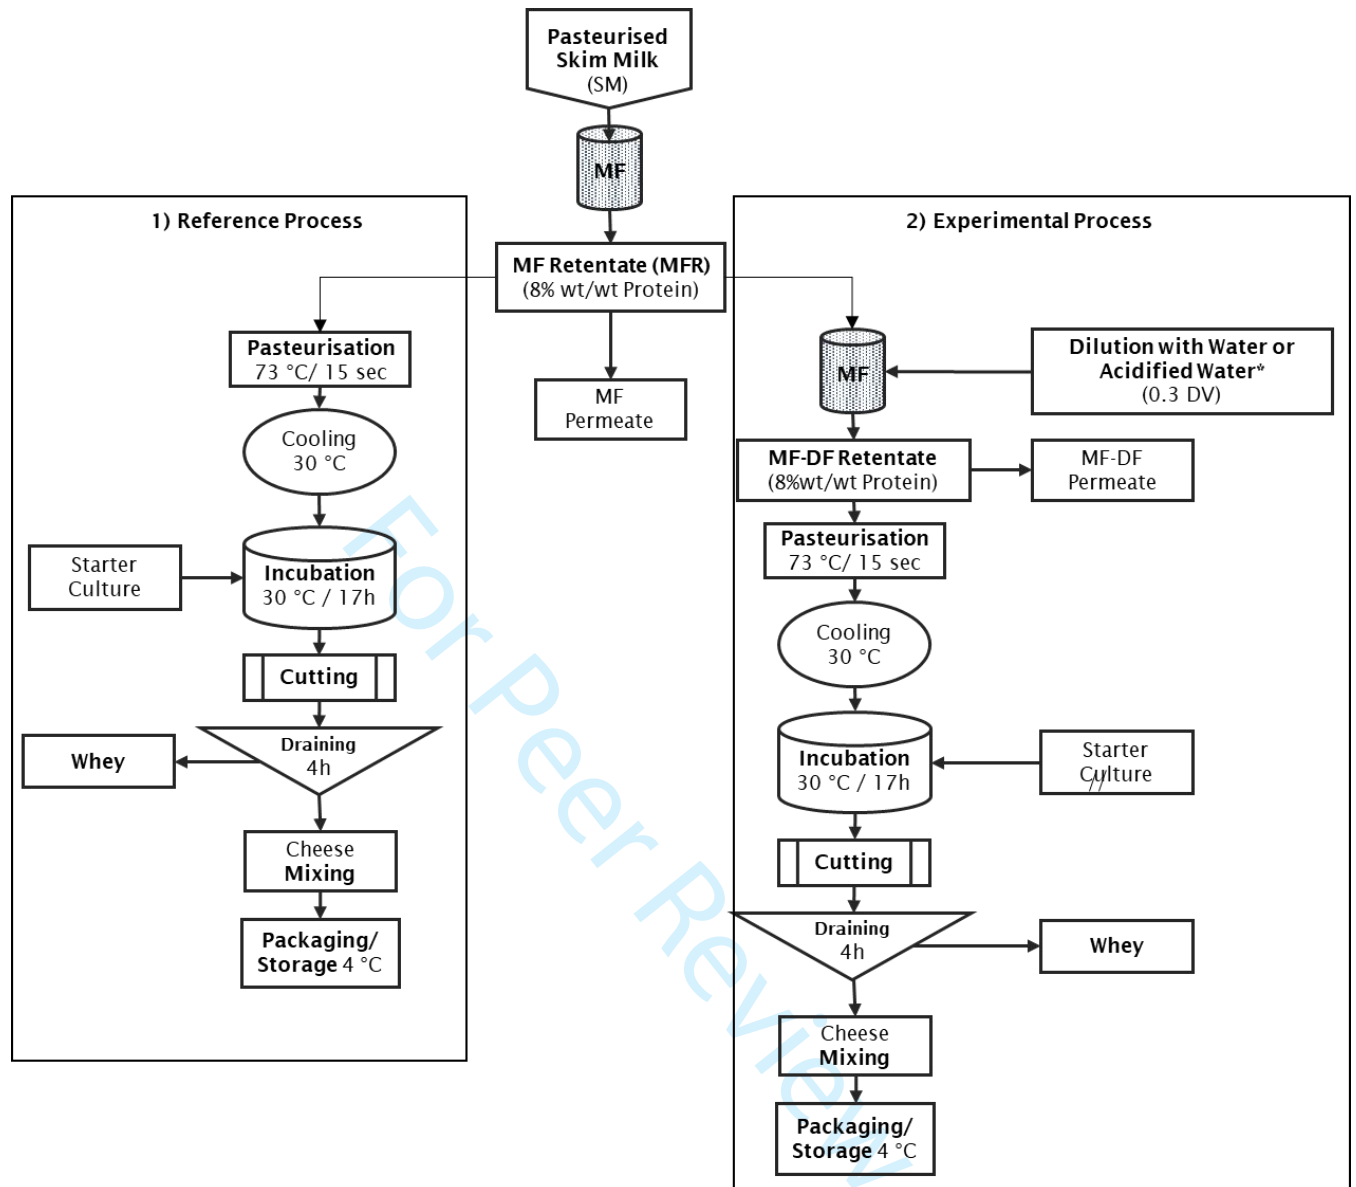 Pasteurised
Skim Milk
(SM)
MF
MF Retentate (MFR)
(8% wt/wt Protein)
MF
Permeate
1) Reference Process
Pasteurisation
73 °C/ 15 sec
Cooling
30 °C
Starter
Culture
Incubation
30 °C / 17h
Cutting
Draining
4h
Whey
Cheese
Mixing
Packaging/
Storage 4 °C
2) Experimental Process
MF
Dilution with Water or
Acidified Water*
(0.3 DV)
MF-DF Retentate
(8%wt/wt Protein)
MF-DF
Permeate
Pasteurisation
73 °C/ 15 sec
Cooling
30 °C
Incubation
30 °C / 17h
Starter
Culture
//
Cutting
Draining
4h
Whey
Cheese
Mixing
Packaging/
Storage 4 °C
For Peer Review